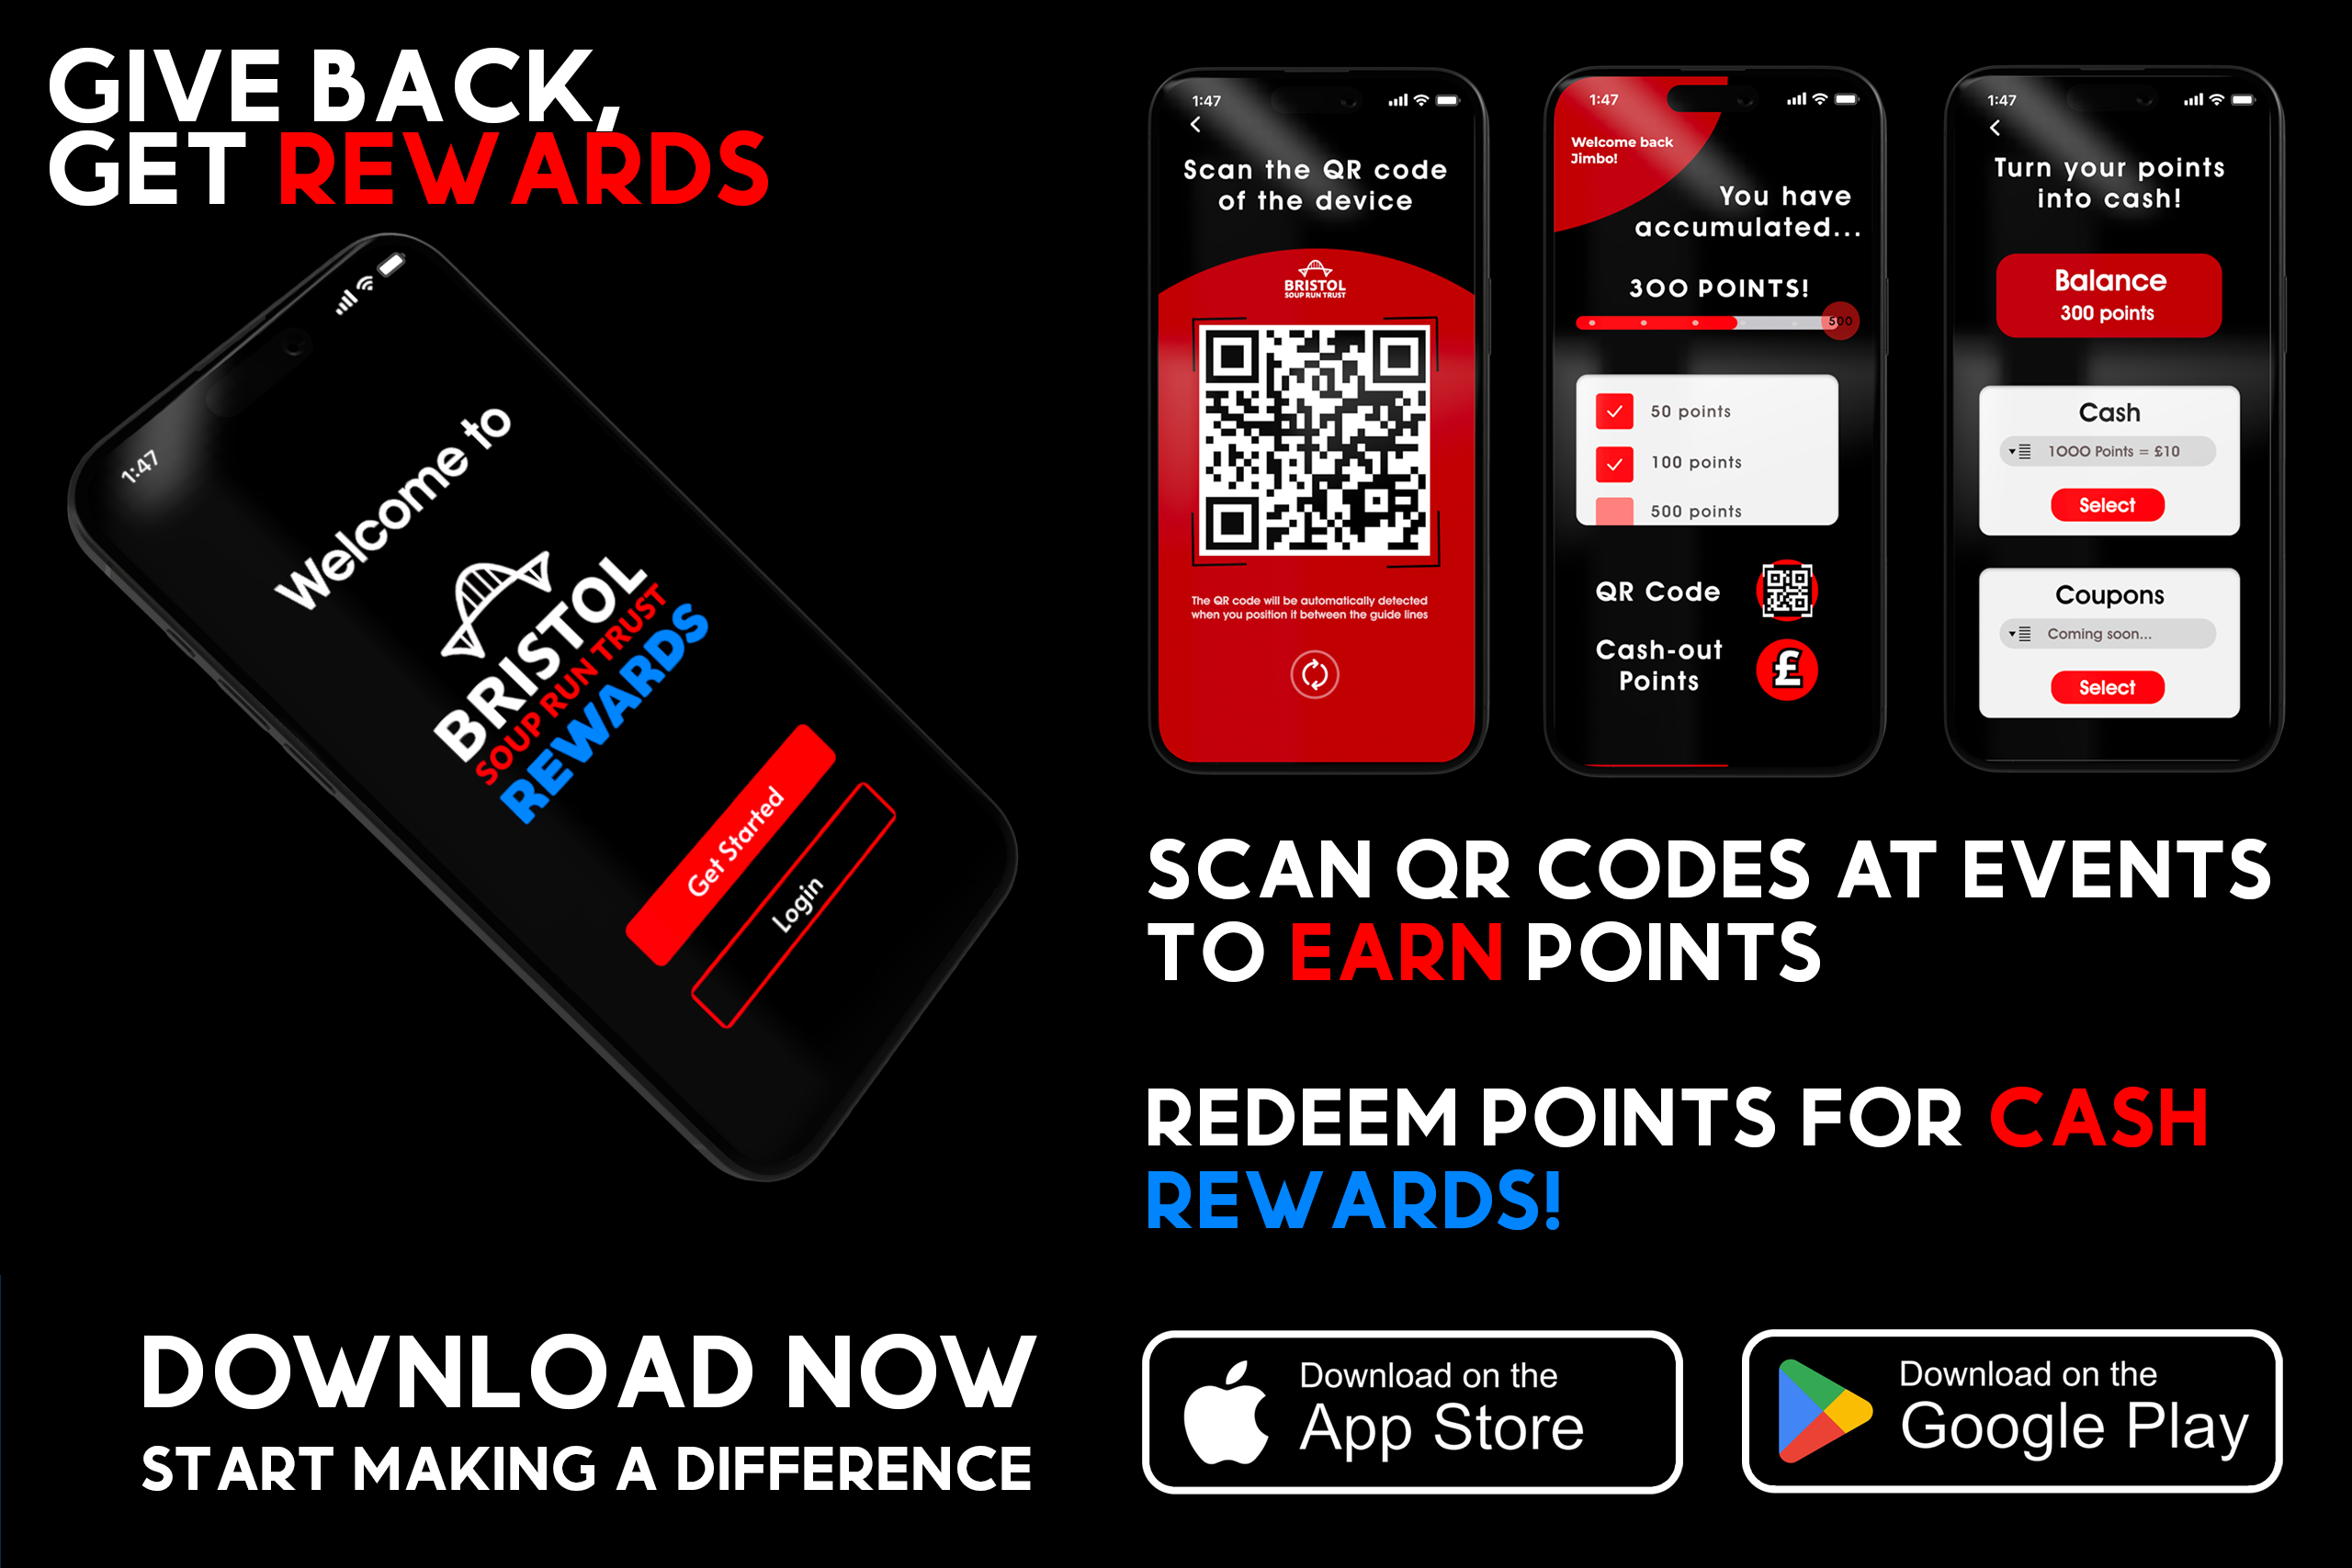 GIVE BACK,
GET REWARDS
1:47
Welcome to
BRISTOL
SOUP RUN TRUST
REWARDS
Get Started
Login
1:47
Scan the QR code
of the device
BRISTOL
SOUP RUN TRUST
The QR code will be automatically detected
when you position it between the guide lines
1:47
Welcome back
Jimbo!
You have
accumulated...
300 POINTS!
500
50 points
100 points
500 points
QR Code
Cash-out
Points
£
1:47
Turn your points
into cash!
Balance
300 points
Cash
1000 Points = £10
Select
Coupons
Coming soon...
Select
SCAN QR CODES AT EVENTS
TO EARN POINTS
REDEEM POINTS FOR CASH
REWARDS!
DOWNLOAD NOW
START MAKING A DIFFERENCE
Download on the
App Store
Download on the
Google Play